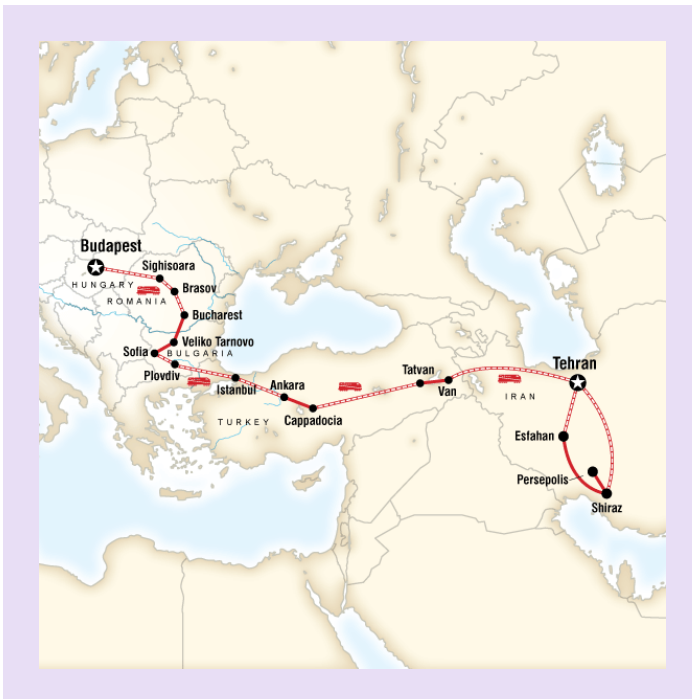 Budapest
Sighisoara
HUNGARY
Brasov
ROMANIA
Bucharest
Veliko Tarnovo
Sofia
BULGARIA
Plovdiv
Istanbul
Ankara
Tatvan
Tehran
Van
IRAN
Cappadocia
TURKEY
Esfahan
Persepolis
Shiraz